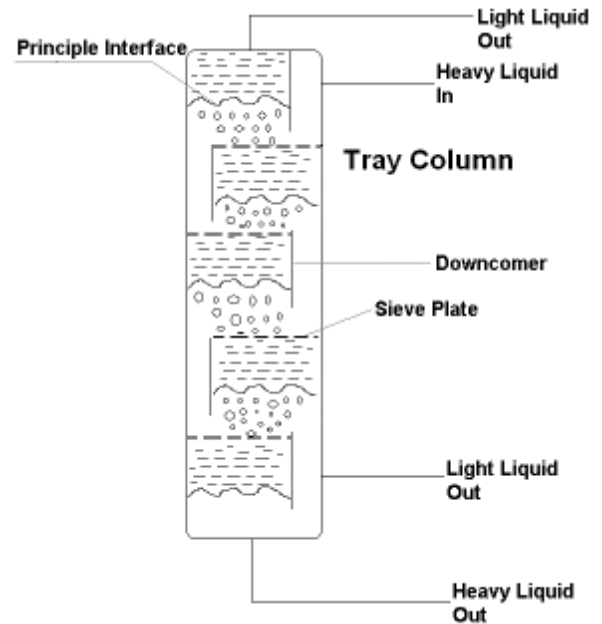 Light Liquid
Out
Principle Interface
Heavy Liquid
In
Tray Column
Downcomer
Sieve Plate
Light Liquid
Out
Heavy Liquid
Out